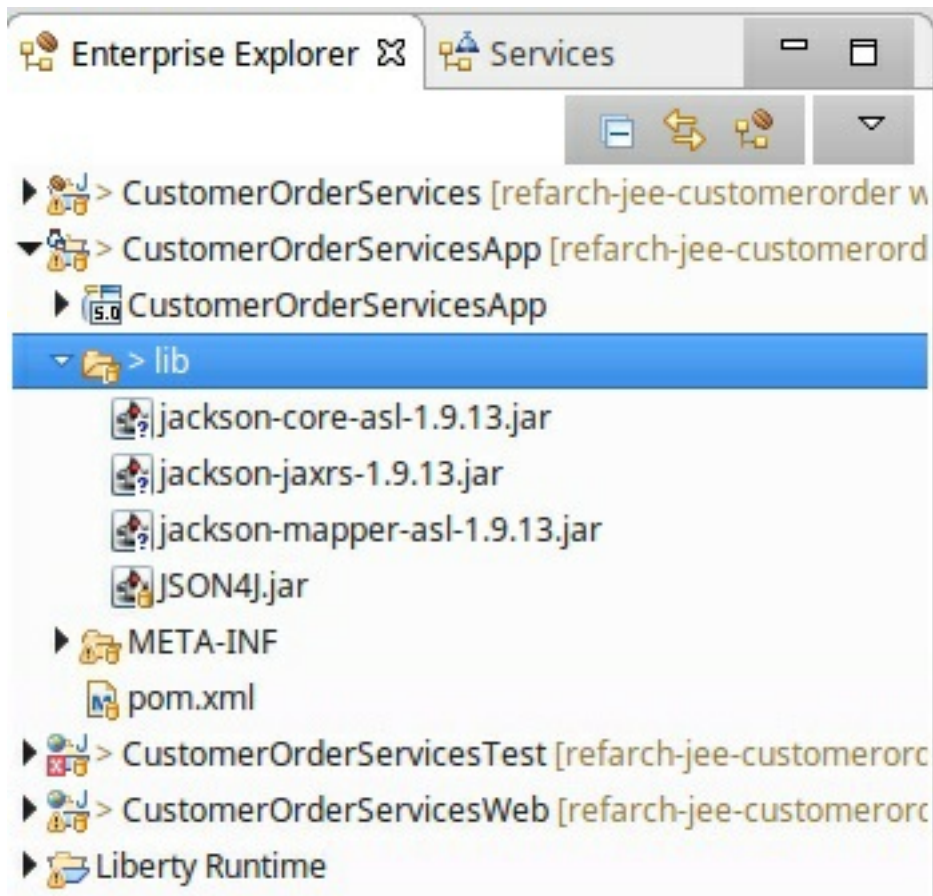 Enterprise Explorer Services
> CustomerOrderServices [refarch-jee-customerorder w
> CustomerOrderServicesApp [refarch-jee-customerord
5.0 CustomerOrderServicesApp
> lib
jackson-core-asl-1.9.13.jar
jackson-jaxrs-1.9.13.jar
jackson-mapper-asl-1.9.13.jar
JSON4J.jar
META-INF
pom.xml
> CustomerOrderServicesTest [refarch-jee-customerorc
> CustomerOrderServicesWeb [refarch-jee-customerorc
Liberty Runtime